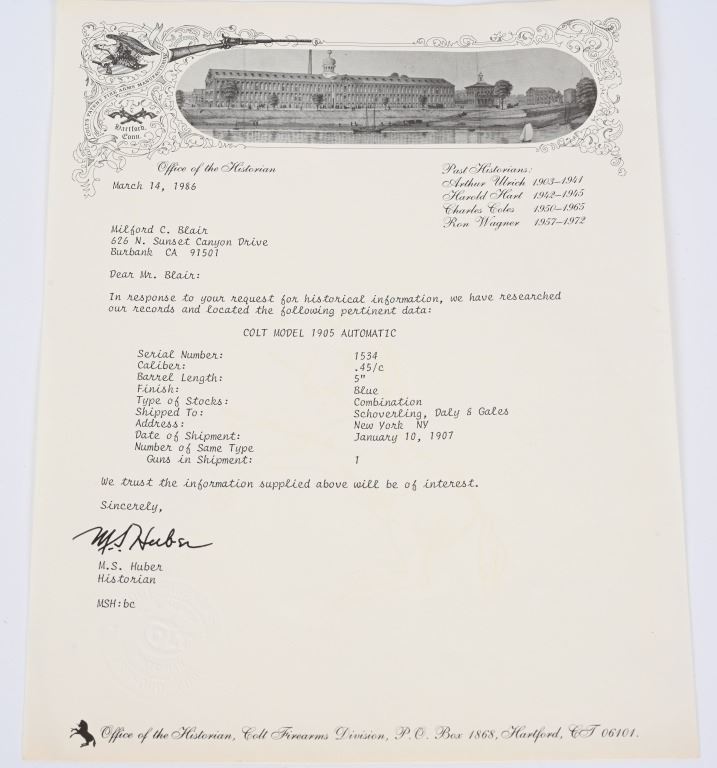 COLT'S PATENT FIRE ARMS MANUFACTURING
Hartford,
Conn.
Office of the Historian
Past Historians:
Arthur Ulrich 1903-1941
Harold Hart 1942-1945
Charles Coles 1950-1965
Ron Wagner 1957-1972
March 14, 1986
Milford C. Blair
626 N. Sunset Canyon Drive
Burbank CA 91501
Dear Mr. Blair:
In response to your request for historical information, we have researched
our records and located the following pertinent data:
COLT MODEL 1905 AUTOMATIC
Serial Number: 1534
Caliber: .45/c
Barrel Length: 5"
Finish: Blue
Type of Stocks: Combination
Shipped To: Schoverling, Daly & Gales
Address: New York NY
Date of Shipment: January 10, 1907
Number of Same Type
Guns in Shipment: 1
We trust the information supplied above will be of interest.
Sincerely,
M.S. Huber
M.S. Huber
Historian
MSH:bc
Office of the Historian, Colt Firearms Division, P.O. Box 1868, Hartford, CT 06101.